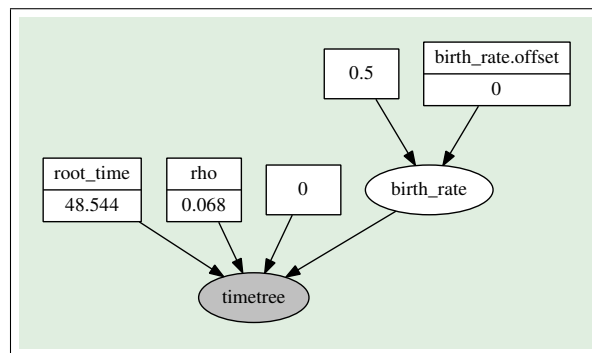 0.5
birth_rate.offset
0
root_time
48.544
rho
0.068
0
birth_rate
timetree